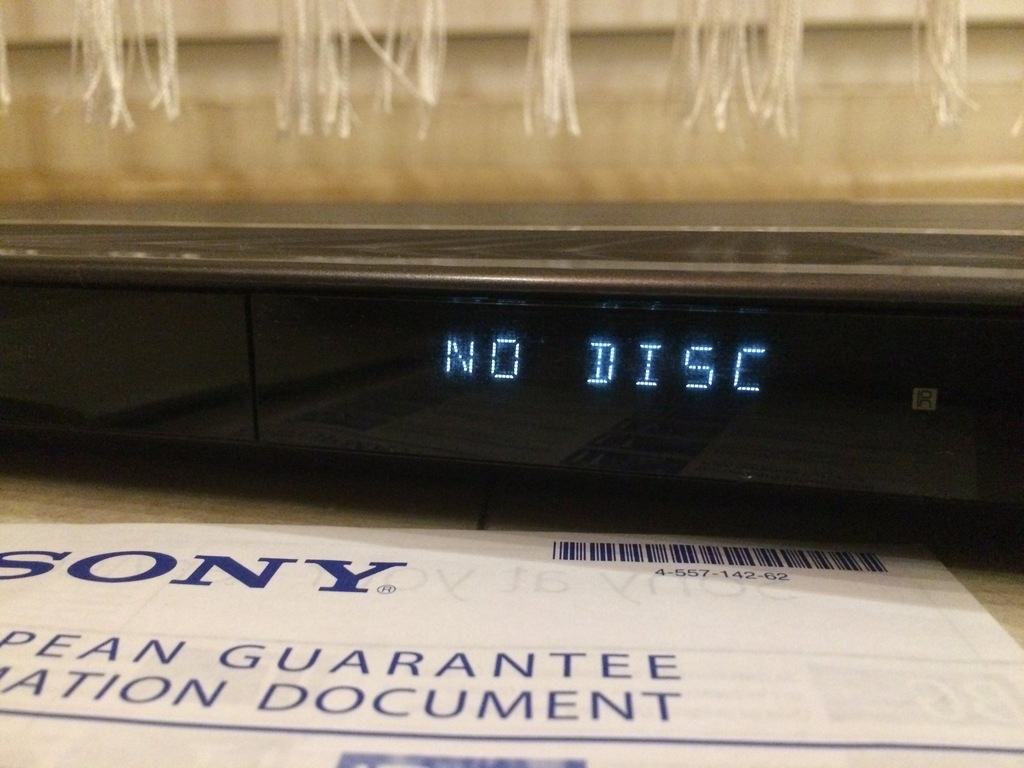 NO DISC
SONY®
4-557-142-62
PEAN GUARANTEE
MATION DOCUMENT